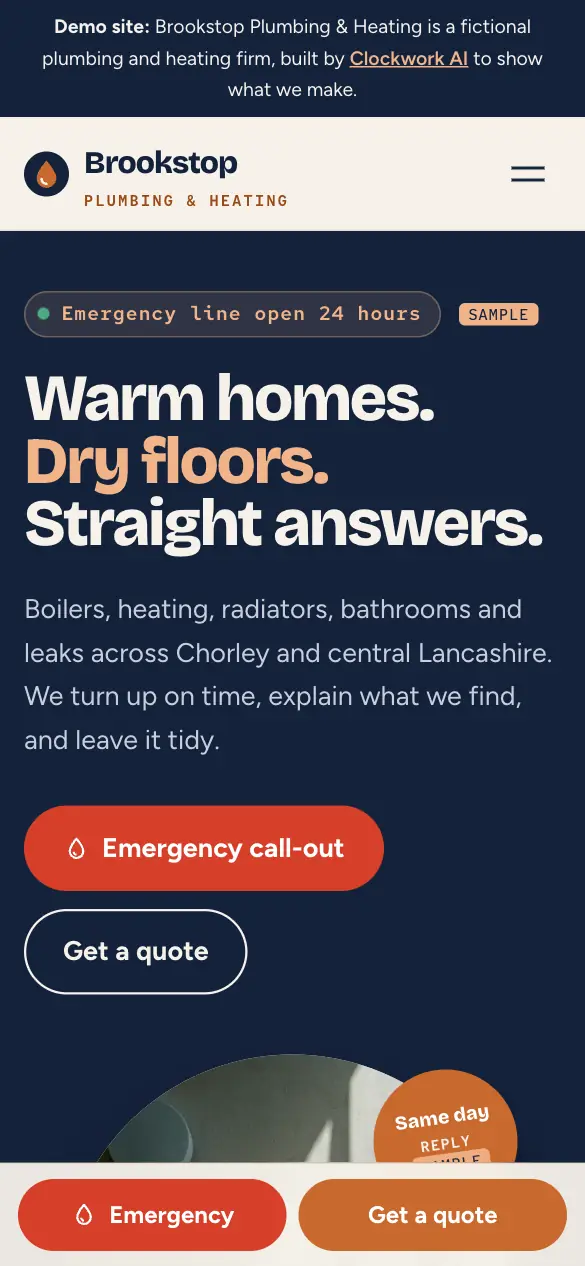 Demo site: Brookstop Plumbing & Heating is a fictional
plumbing and heating firm, built by Clockwork AI to show
what we make.
Brookstop
PLUMBING & HEATING
Emergency line open 24 hours
SAMPLE
Warm homes.
Dry floors.
Straight answers.
Boilers, heating, radiators, bathrooms and
leaks across Chorley and central Lancashire.
We turn up on time, explain what we find,
and leave it tidy.
Emergency call-out
Get a quote
Same day
REPLY
Emergency
Get a quote